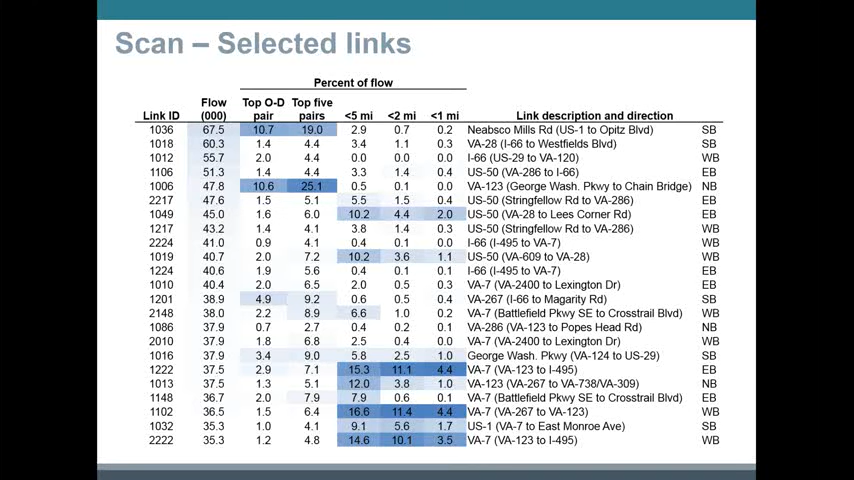 Scan – Selected links
Percent of flow
Link ID Flow (000) Top O-D pair Top five pairs <5 mi <2 mi <1 mi Link description and direction
1036 67.5 10.7 19.0 2.9 0.7 0.2 Neabsco Mills Rd (US-1 to Opitz Blvd) SB
1018 60.3 1.4 4.4 3.4 1.1 0.3 VA-28 (I-66 to Westfields Blvd) SB
1012 55.7 2.0 4.4 0.0 0.0 0.0 I-66 (US-29 to VA-120) WB
1106 51.3 1.4 4.4 3.3 1.4 0.4 US-50 (VA-286 to I-66) EB
1006 47.8 10.6 25.1 0.5 0.1 0.0 VA-123 (George Wash. Pkwy to Chain Bridge) NB
2217 47.6 1.5 5.1 5.5 1.5 0.4 US-50 (Stringfellow Rd to VA-286) EB
1049 45.0 1.6 6.0 10.2 4.4 2.0 US-50 (VA-28 to Lees Corner Rd) EB
1217 43.2 1.4 4.1 3.8 1.4 0.3 US-50 (Stringfellow Rd to VA-286) WB
2224 41.0 0.9 4.1 0.4 0.1 0.0 I-66 (I-495 to VA-7) WB
1019 40.7 2.0 7.2 10.2 3.6 1.1 US-50 (VA-609 to VA-28) WB
1224 40.6 1.9 5.6 0.4 0.1 0.1 I-66 (I-495 to VA-7) EB
1010 40.4 2.0 6.5 2.0 0.5 0.3 VA-7 (VA-2400 to Lexington Dr) EB
1201 38.9 4.9 9.2 0.6 0.5 0.4 VA-267 (I-66 to Magarity Rd) SB
2148 38.0 2.2 8.9 6.6 1.0 0.2 VA-7 (Battlefield Pkwy SE to Crosstrail Blvd) WB
1086 37.9 0.7 2.7 0.4 0.2 0.1 VA-286 (VA-123 to Popes Head Rd) NB
2010 37.9 1.8 6.8 2.5 0.4 0.0 VA-7 (VA-2400 to Lexington Dr) WB
1016 37.9 3.4 9.0 5.8 2.5 1.0 George Wash. Pkwy (VA-124 to US-29) SB
1222 37.5 2.9 7.1 15.3 11.1 4.4 VA-7 (VA-123 to I-495) EB
1013 37.5 1.3 5.1 12.0 3.8 1.0 VA-123 (VA-267 to VA-738/VA-309) NB
1148 36.7 2.0 7.9 7.9 0.6 0.1 VA-7 (Battlefield Pkwy SE to Crosstrail Blvd) EB
1102 36.5 1.5 6.4 16.6 11.4 4.4 VA-7 (VA-267 to VA-123) WB
1032 35.3 1.0 4.1 9.1 5.6 1.7 US-1 (VA-7 to East Monroe Ave) SB
2222 35.3 1.2 4.8 14.6 10.1 3.5 VA-7 (VA-123 to I-495) WB